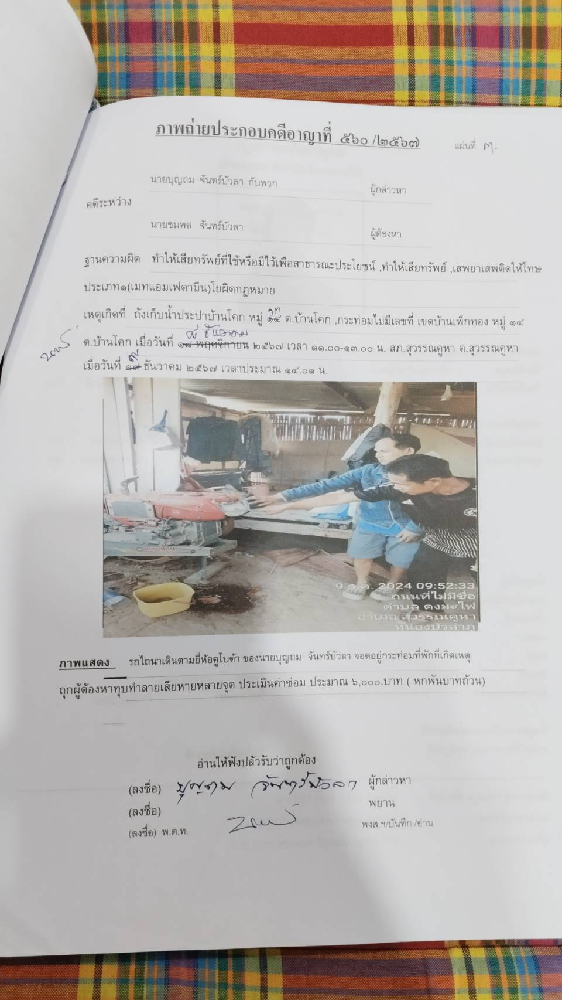 ภาพถ่ายประกอบคดีอาญาที่ ๕๖๐ /๒๕๖๗ แผ่นที่ ๓.
นายบุญถม จันทร์บัวลา กับพวก ผู้กล่าวหา
คดีระหว่าง
นายชมพล จันทร์บัวลา ผู้ต้องหา
ฐานความผิด ทำให้เสียทรัพย์ที่ใช้หรือมีไว้เพือสาธารณะประโยชน์ ,ทำให้เสียทรัพย์ ,เสพยาเสพติดให้โทษ
ประเภท๑(เมทแอมเฟตามีน)โยผิดกฎหมาย
เหตุเกิดที่ ถังเก็บน้ำประปาบ้านโคก หมู่ ๑๓ ต.บ้านโคก ,กระท่อมไม่มีเลขที่ เขตบ้านเพ็กทอง หมู่ ๑๔
ต.บ้านโคก เมื่อวันที่ ๑๘ พฤศจิกายน ธันวาคม ๒๕๖๗ เวลา ๑๑.๐๐-๑๓.๐๐ น. สภ.สุวรรณคูหา ต.สุวรรณคูหา
เมื่อวันที่ ๑๙ ๙ ธันวาคม ๒๕๖๗ เวลาประมาณ ๑๔.๐๑ น.
9 ธ.ค. 2024 09:52:33
ถนนที่ไม่มีชื่อ
ตำบล ดงมะไฟ
อำเภอ สุวรรณคูหา
หนองบัวลำภู
ภาพแสดง รถไถนาเดินตามยี่ห้อคูโบต้า ของนายบุญถม จันทร์บัวลา จอดอยู่กระท่อมที่พักที่เกิดเหตุ
ถูกผู้ต้องหาทุบทำลายเสียหายหลายจุด ประเมินค่าซ่อม ประมาณ ๖,๐๐๐.บาท ( หกพันบาทถ้วน)
อ่านให้ฟังปล้วรับว่าถูกต้อง
(ลงชื่อ) บุญถม จันทร์บัวลา ผู้กล่าวหา
(ลงชื่อ) พยาน
(ลงชื่อ) พ.ต.ท. พงส.ฯ/บันทึก /อ่าน